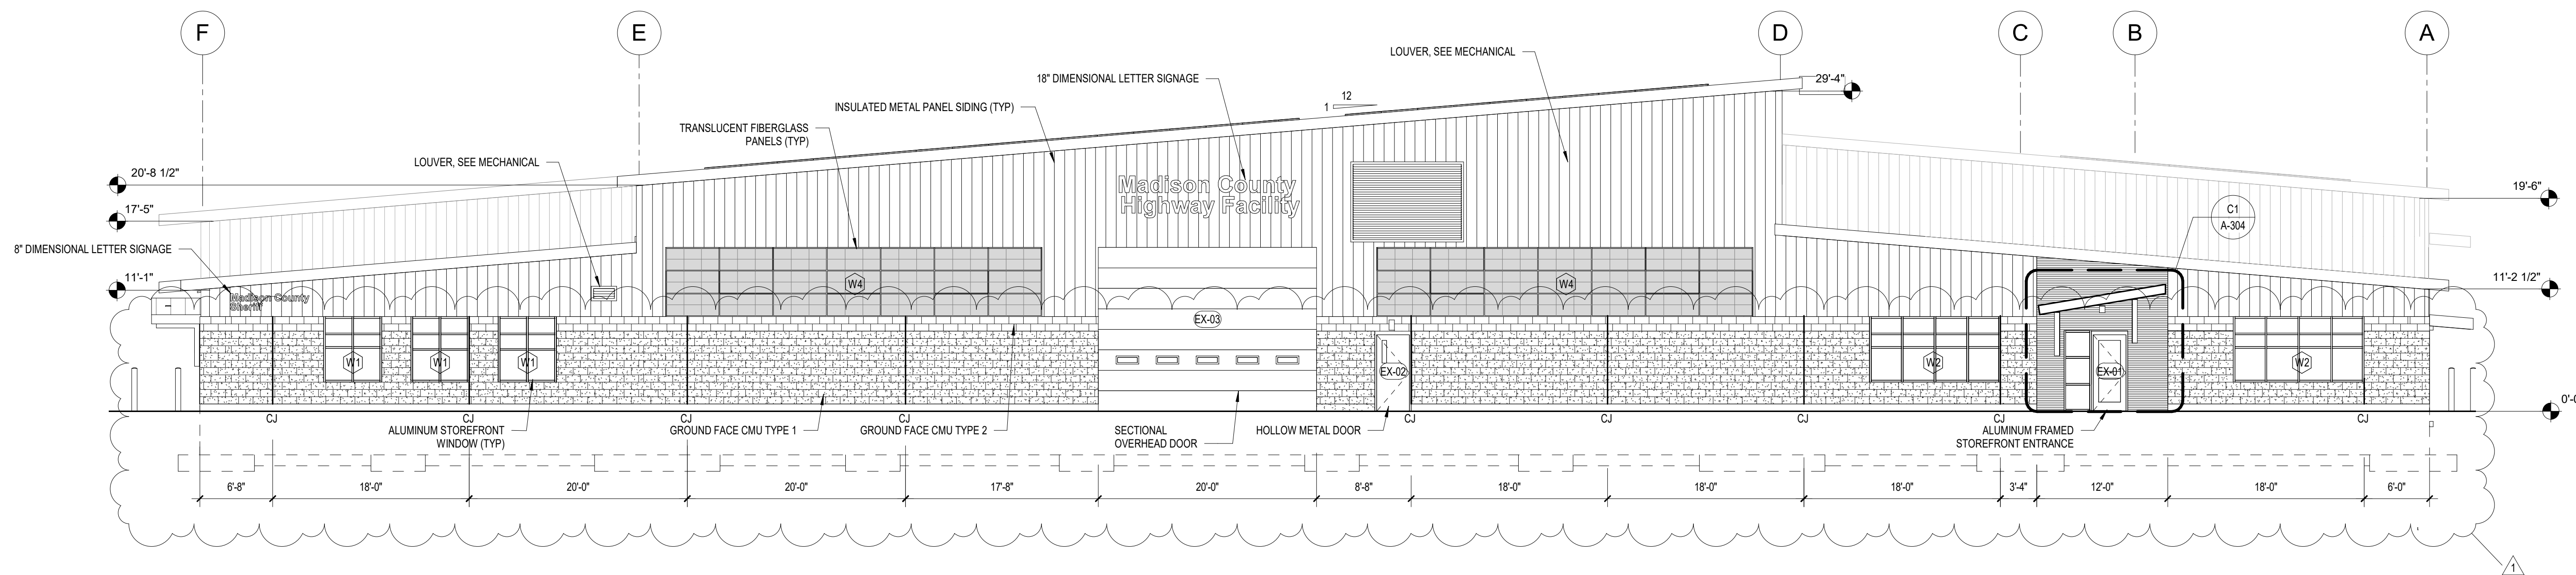 F
E
D
C
B
A
LOUVER, SEE MECHANICAL
18" DIMENSIONAL LETTER SIGNAGE
29'-4"
12
1
INSULATED METAL PANEL SIDING (TYP)
TRANSLUCENT FIBERGLASS
PANELS (TYP)
LOUVER, SEE MECHANICAL
20'-8 1/2"
17'-5"
19'-6"
Madison County
Highway Facility
C1
A-304
8" DIMENSIONAL LETTER SIGNAGE
11'-1"
11'-2 1/2"
W4
W4
Madison County
Sheriff
EX-03
W1
W1
W1
EX-02
W2
EX-01
W2
0'-0
CJ
CJ
CJ
CJ
CJ
CJ
CJ
CJ
CJ
ALUMINUM STOREFRONT
WINDOW (TYP)
GROUND FACE CMU TYPE 1
GROUND FACE CMU TYPE 2
SECTIONAL
OVERHEAD DOOR
HOLLOW METAL DOOR
ALUMINUM FRAMED
STOREFRONT ENTRANCE
6'-8"
18'-0"
20'-0"
20'-0"
17'-8"
20'-0"
8'-8"
18'-0"
18'-0"
18'-0"
3'-4"
12'-0"
18'-0"
6'-0"
1